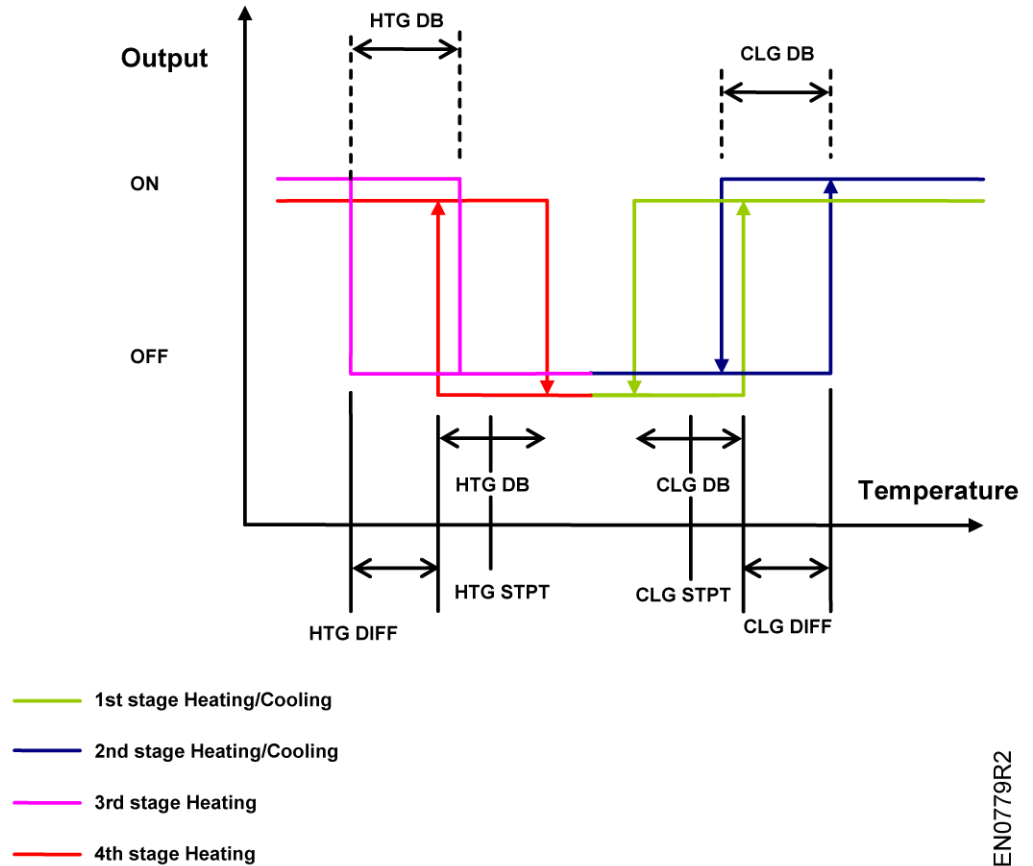 HTG DB
Output
CLG DB
ON
OFF
HTG DB
CLG DB
Temperature
HTG STPT
CLG STPT
HTG DIFF
CLG DIFF
1st stage Heating/Cooling
2nd stage Heating/Cooling
3rd stage Heating
4th stage Heating
EN0779R2